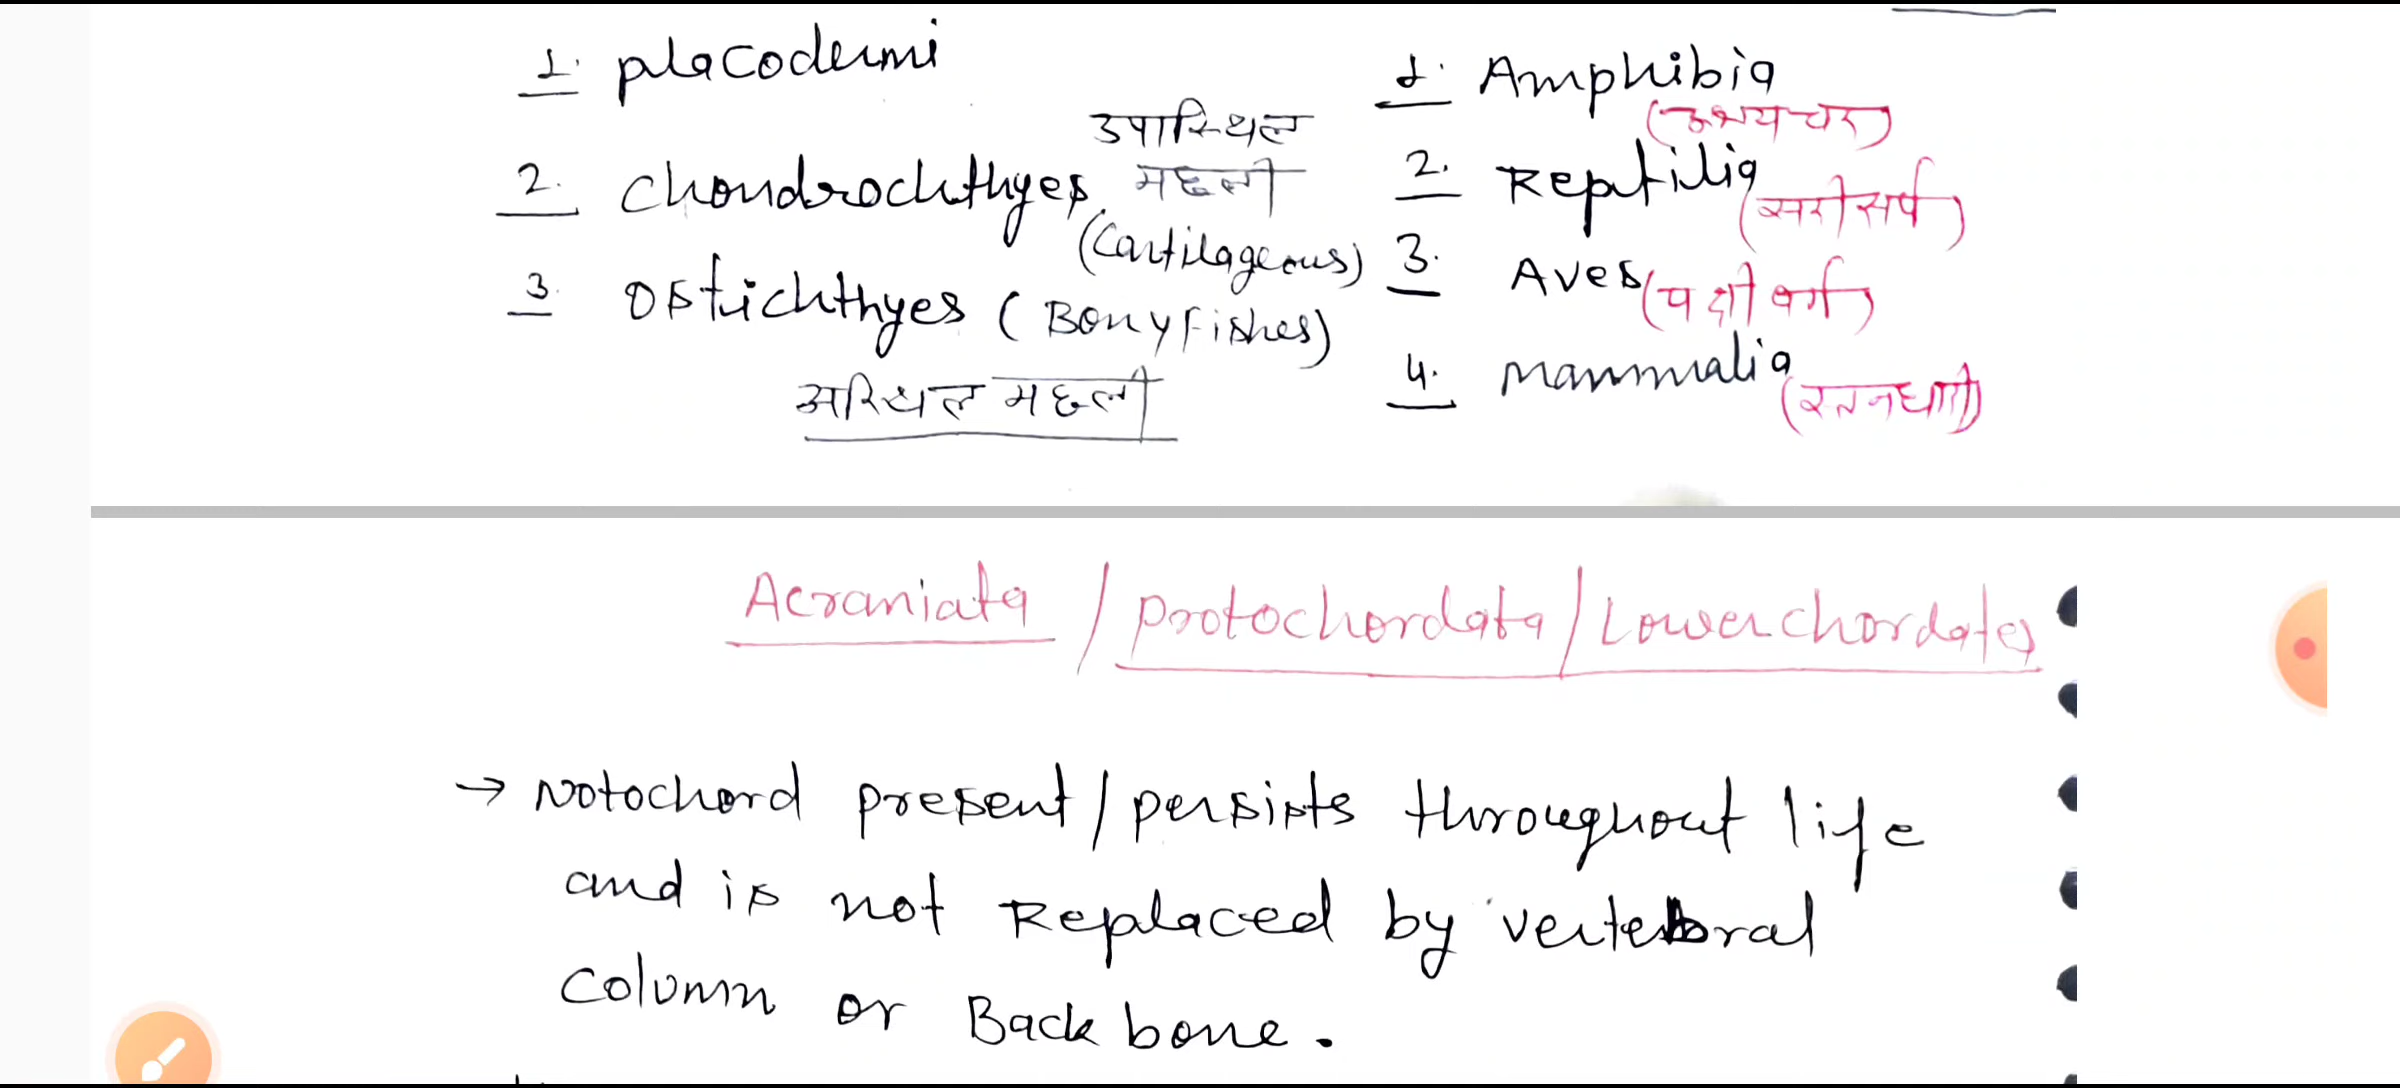 1. placodermi
2. Chondrochthyes उपास्थिल मछली (Cartilageous)
3. Ostichthyes (Bony Fishes)
अस्थिल मछली
1. Amphibia (उभयचर)
2. Reptilia (सरीसर्प)
3. Aves (पक्षी वर्ग)
4. mammalia (स्तनधारी)
Acraniata / protochordata / Lower chordates
→ Notochord present / persists throughout life
and is not Replaced by vertebral
Column or Back bone.